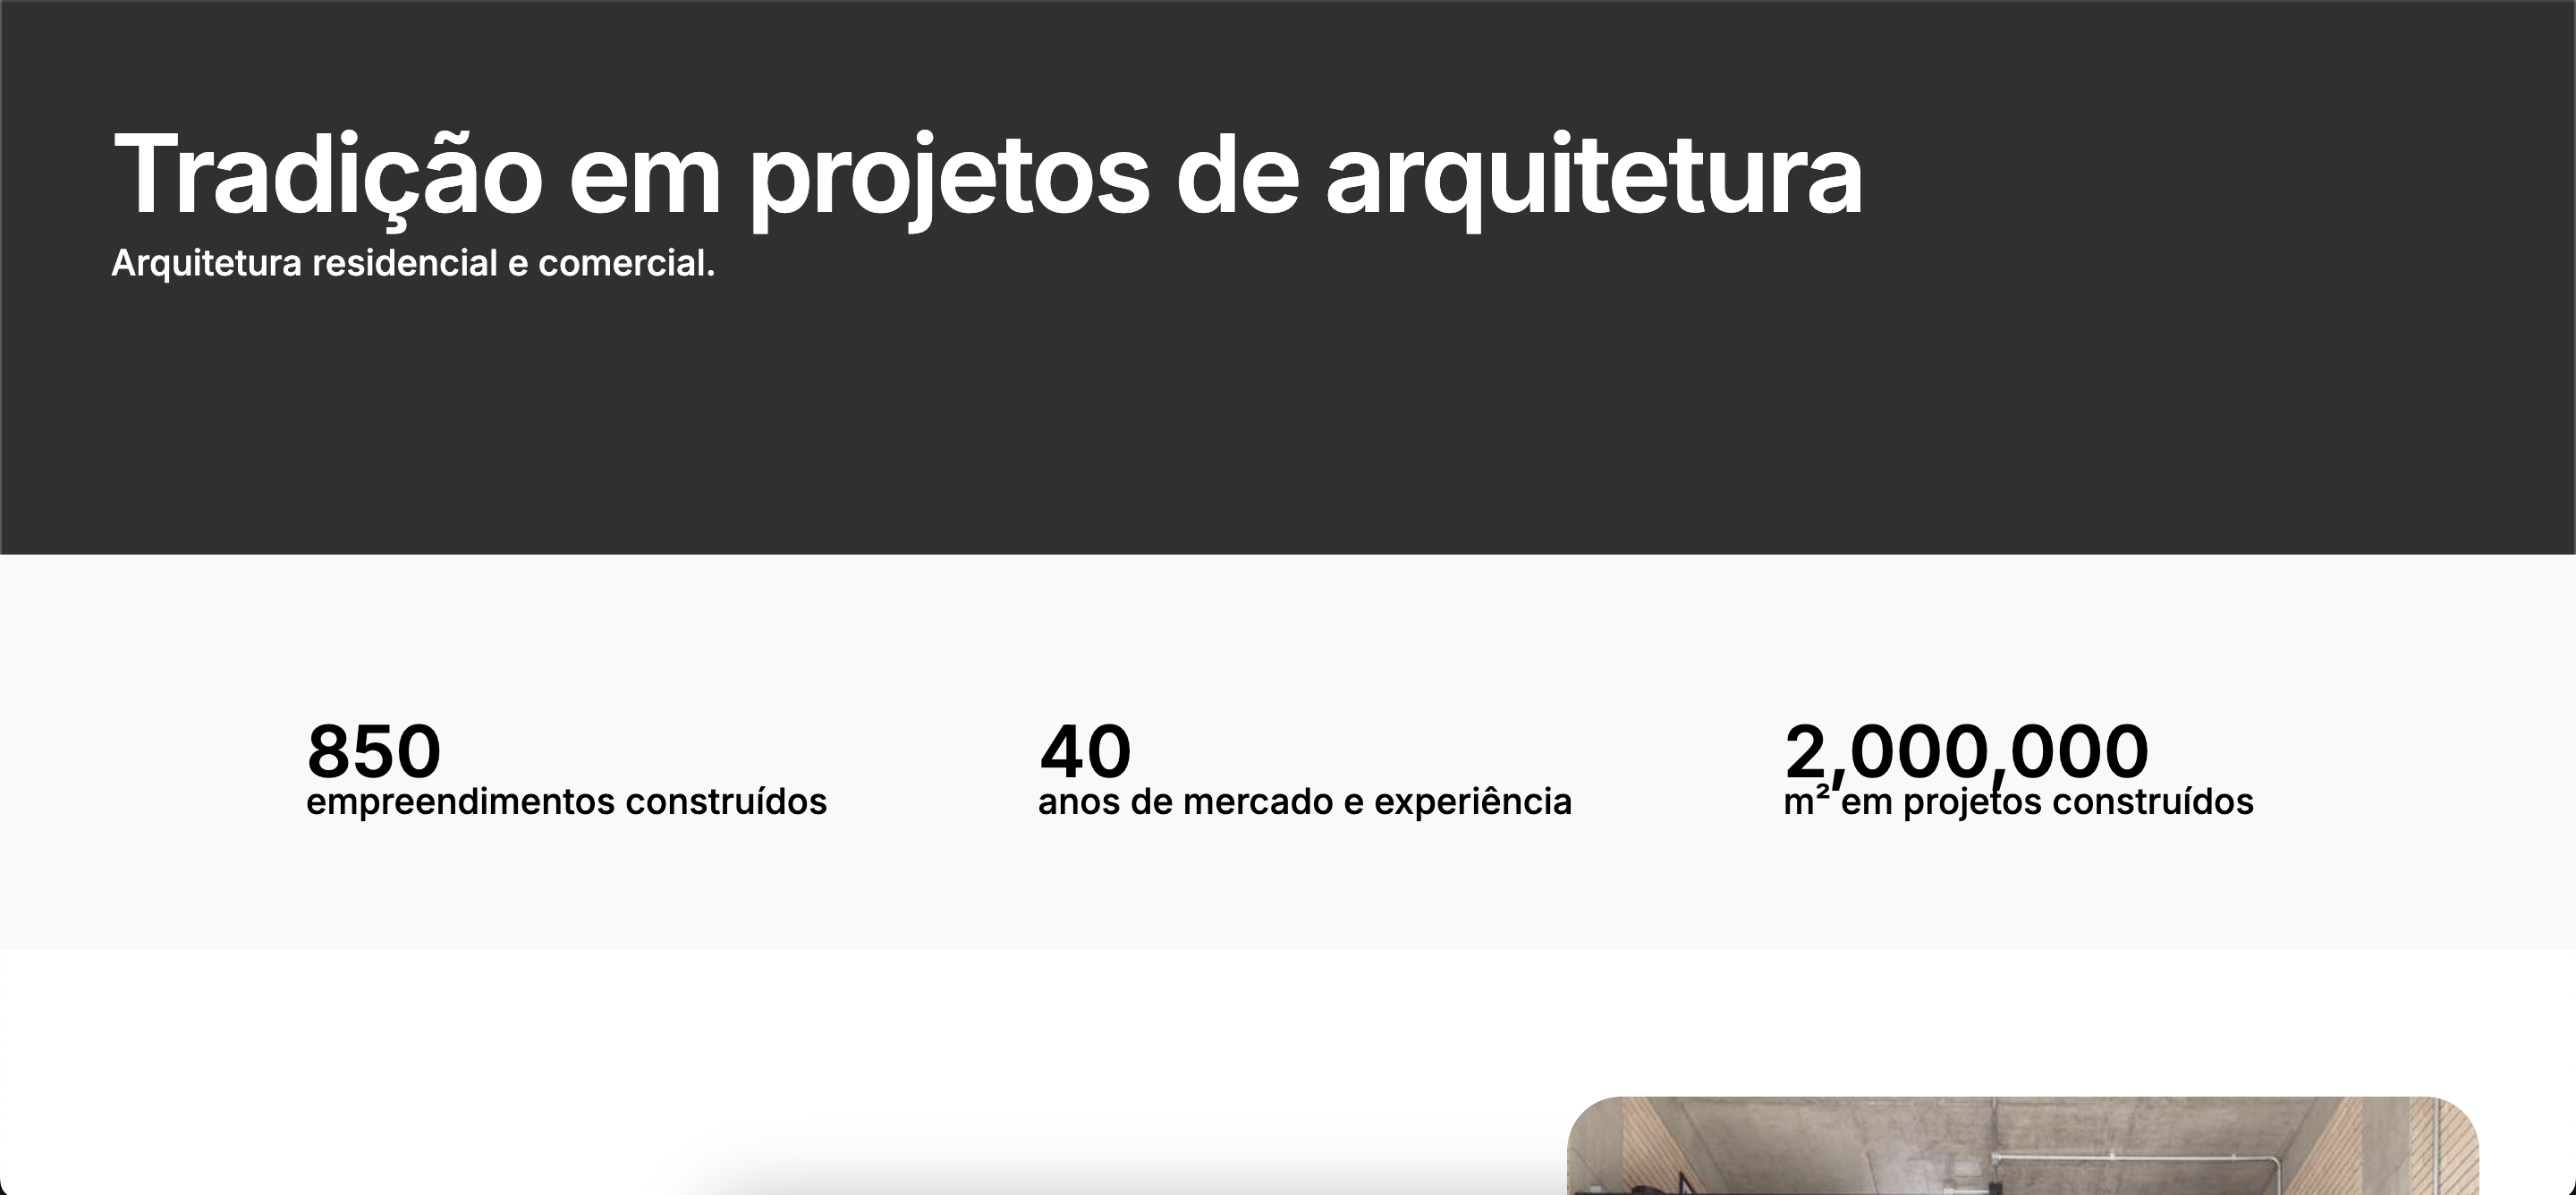 Tradição em projetos de arquitetura
Arquitetura residencial e comercial.
850
empreendimentos construídos
40
anos de mercado e experiência
2,000,000
m² em projetos construídos